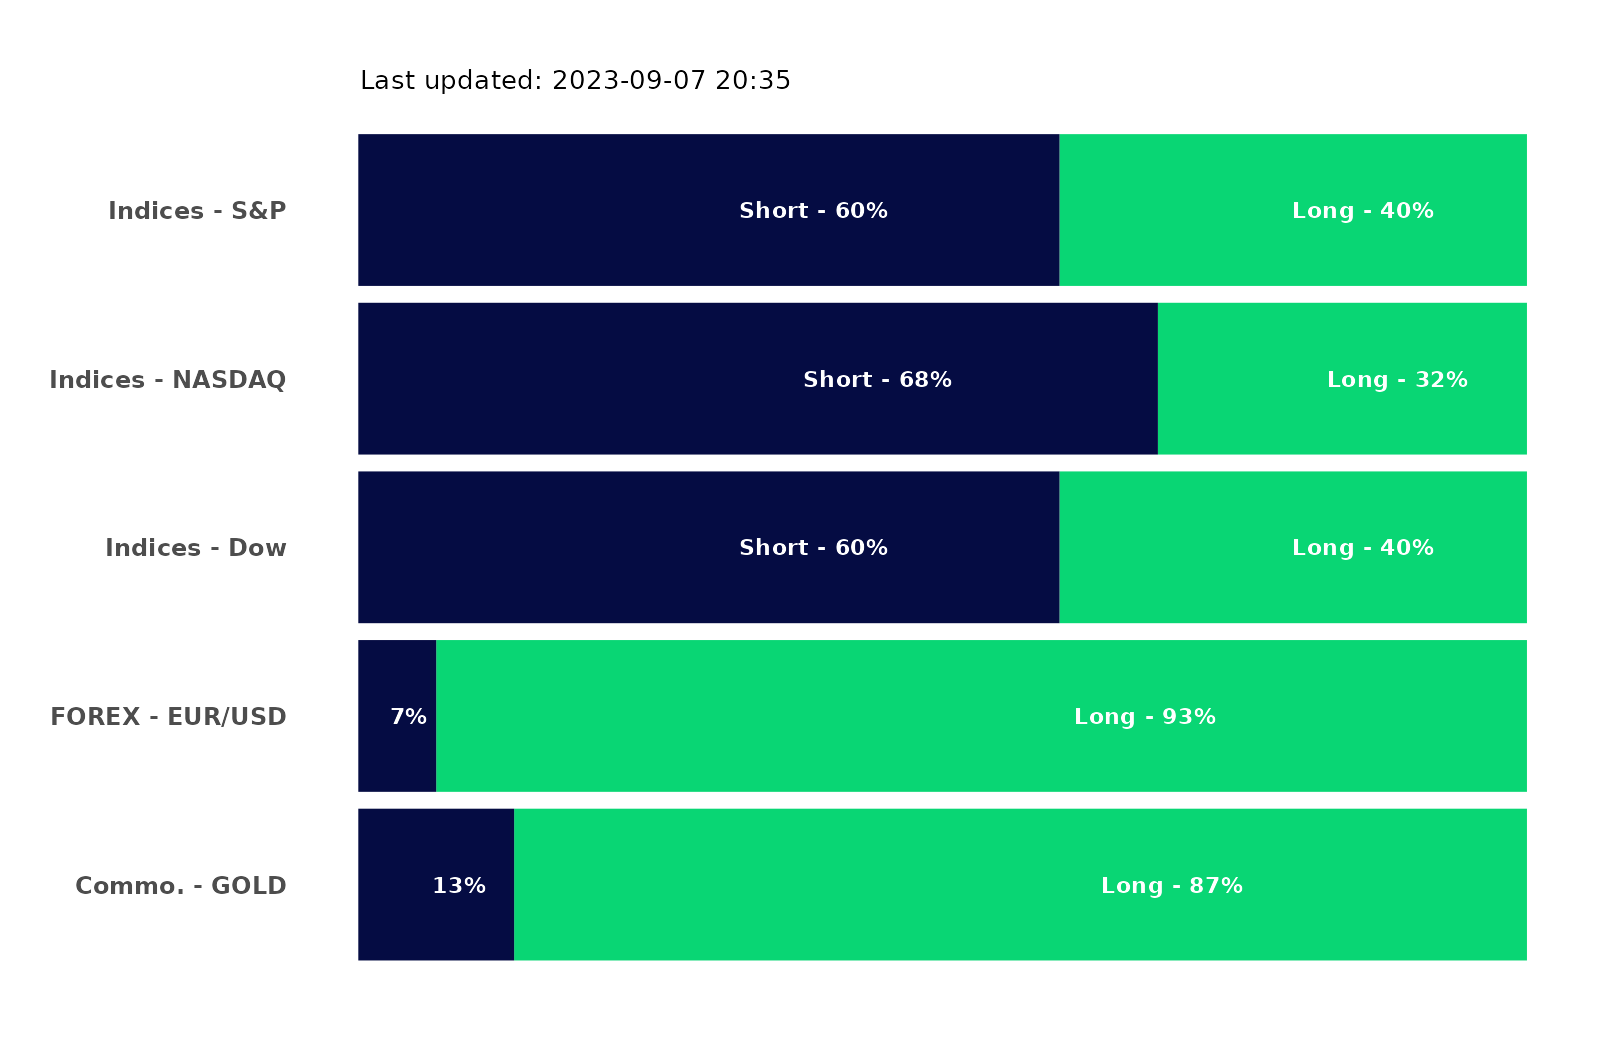 Last updated: 2023-09-07 20:35
Indices - S&P Short - 60% Long - 40%
Indices - NASDAQ Short - 68% Long - 32%
Indices - Dow Short - 60% Long - 40%
FOREX - EUR/USD 7% Long - 93%
Commo. - GOLD 13% Long - 87%